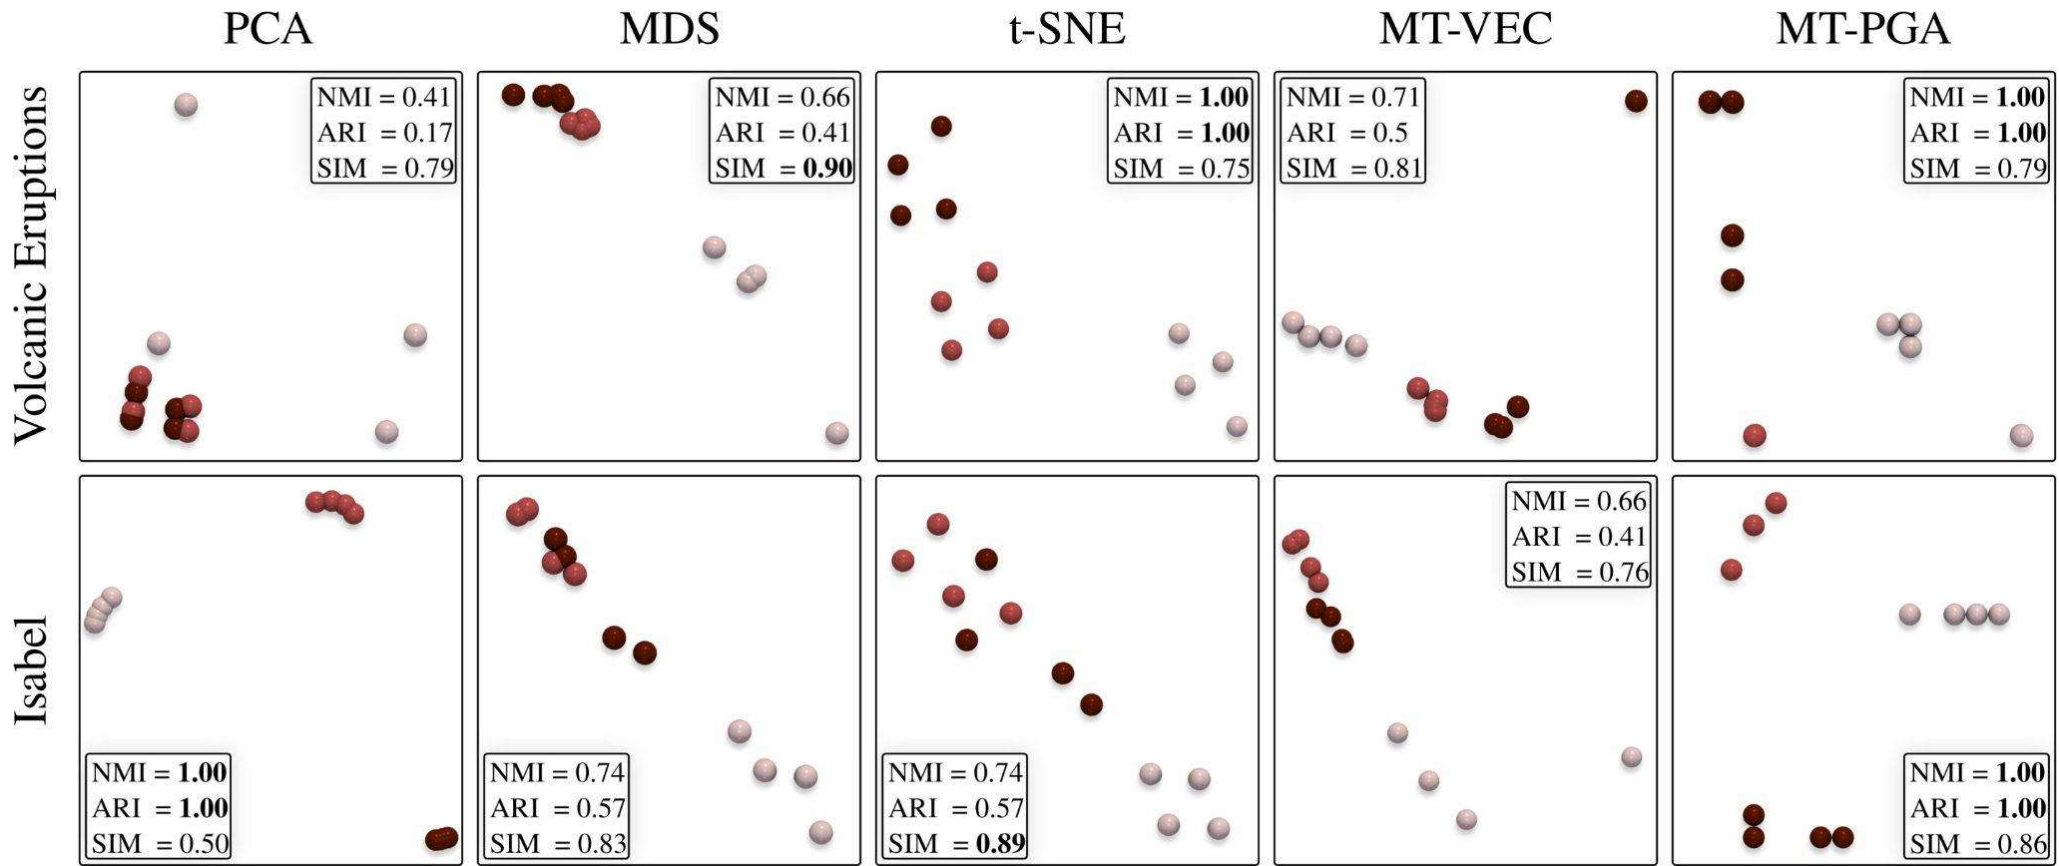 PCA MDS t-SNE MT-VEC MT-PGA
Volcanic Eruptions
NMI = 0.41
ARI = 0.17
SIM = 0.79
NMI = 0.66
ARI = 0.41
SIM = 0.90
NMI = 1.00
ARI = 1.00
SIM = 0.75
NMI = 0.71
ARI = 0.5
SIM = 0.81
NMI = 1.00
ARI = 1.00
SIM = 0.79
Isabel
NMI = 1.00
ARI = 1.00
SIM = 0.50
NMI = 0.74
ARI = 0.57
SIM = 0.83
NMI = 0.74
ARI = 0.57
SIM = 0.89
NMI = 0.66
ARI = 0.41
SIM = 0.76
NMI = 1.00
ARI = 1.00
SIM = 0.86